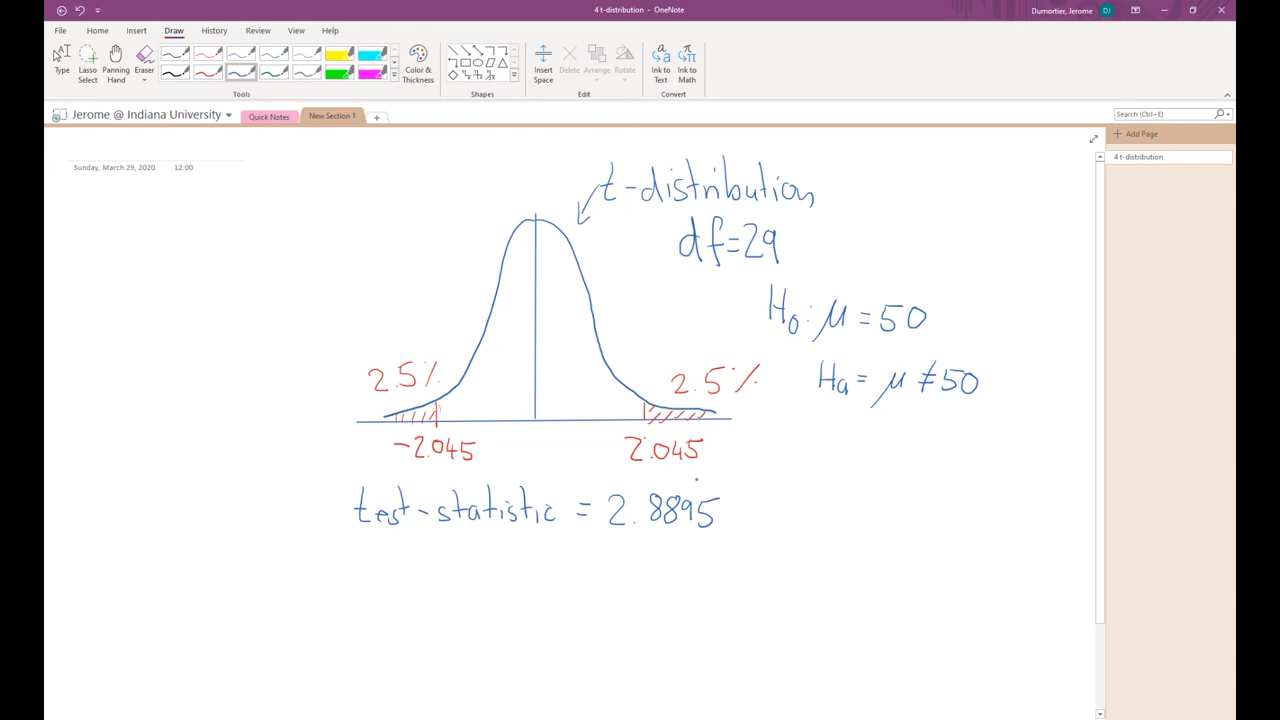 4 t-distribution - OneNote
Dumortier, Jerome DJ
File Home Insert Draw View History Review View Help
Type Lasso Select Panning Hand Eraser Color & Thickness Insert Space Delete Arrange Rotate Ink to Text Ink to Math
Tools Shapes Edit Convert
Jerome @ Indiana University Quick Notes New Section 1
Search (Ctrl+E)
Add Page
4 t-distribution
Sunday, March 29, 2020 12:00
t-distribution
df=29
H0: μ = 50
Ha = μ ≠ 50
2.5% 2.5%
-2.045 2.045
test-statistic = 2.8895